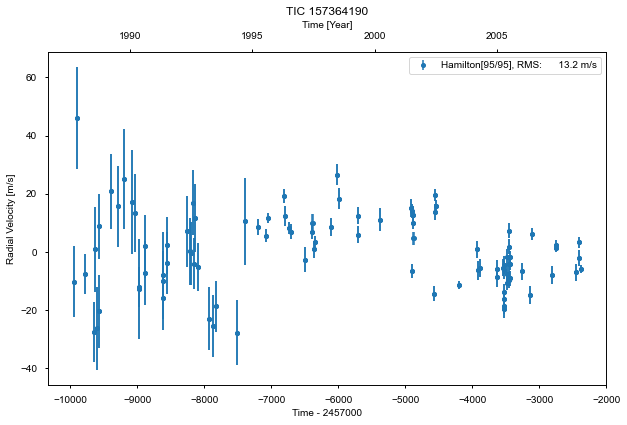 TIC 157364190
Time [Year]
1990 1995 2000 2005
Hamilton[95/95], RMS: 13.2 m/s
Radial Velocity [m/s]
60
40
20
0
−20
−40
−10000 −9000 −8000 −7000 −6000 −5000 −4000 −3000 −2000
Time - 2457000